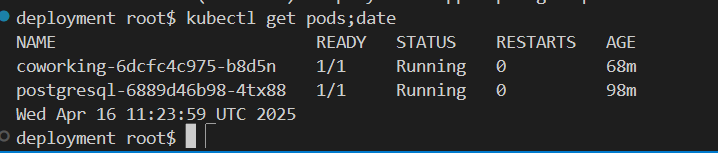 deployment root$ kubectl get pods;date
NAME READY STATUS RESTARTS AGE
coworking-6dcfc4c975-b8d5n 1/1 Running 0 68m
postgresql-6889d46b98-4tx88 1/1 Running 0 98m
Wed Apr 16 11:23:59 UTC 2025
deployment root$